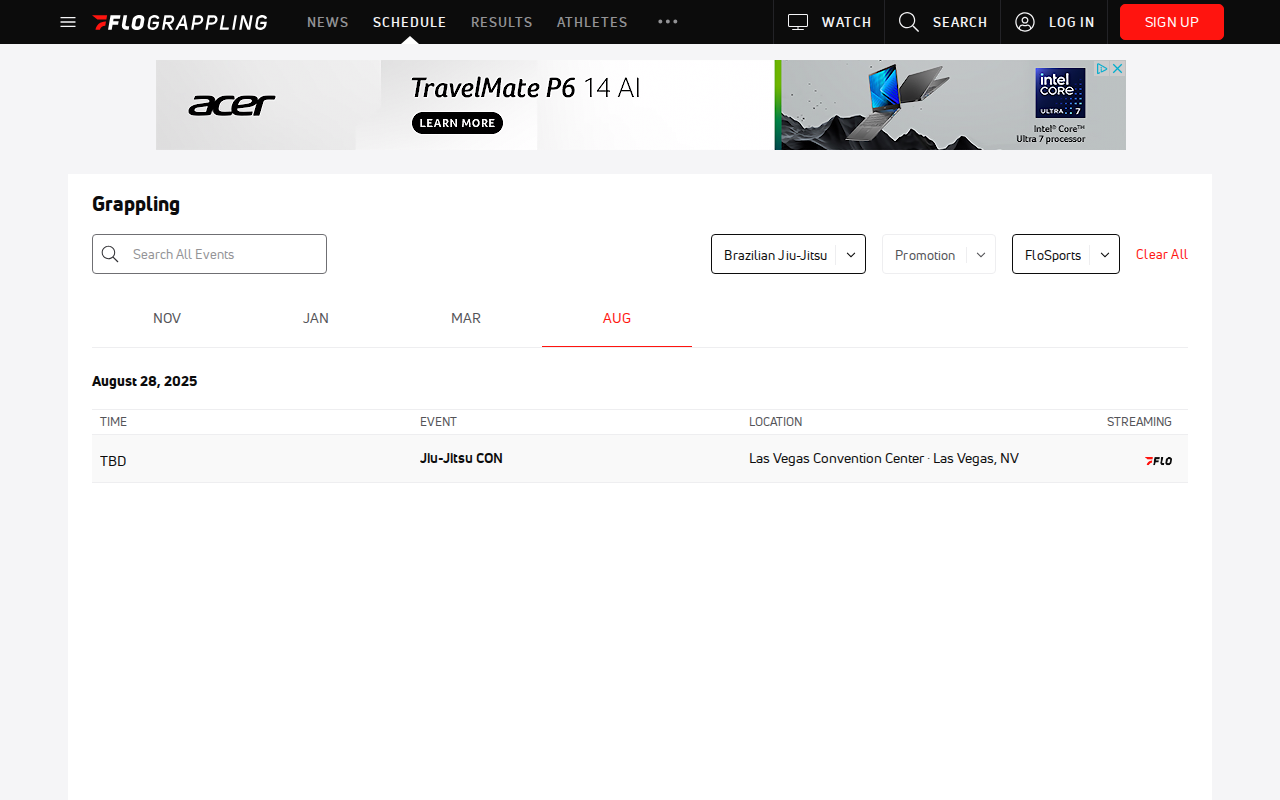 FLOGRAPPLING NEWS SCHEDULE RESULTS ATHLETES WATCH SEARCH LOG IN SIGN UP
acer
TravelMate P6 14 AI
LEARN MORE
intel
CORE
ULTRA 7
Intel® Core™
Ultra 7 processor
Grappling
Search All Events
Brazilian Jiu-Jitsu
Promotion
FloSports
Clear All
NOV JAN MAR AUG
August 28, 2025
TIME EVENT LOCATION STREAMING
TBD Jiu-Jitsu CON Las Vegas Convention Center · Las Vegas, NV FLO